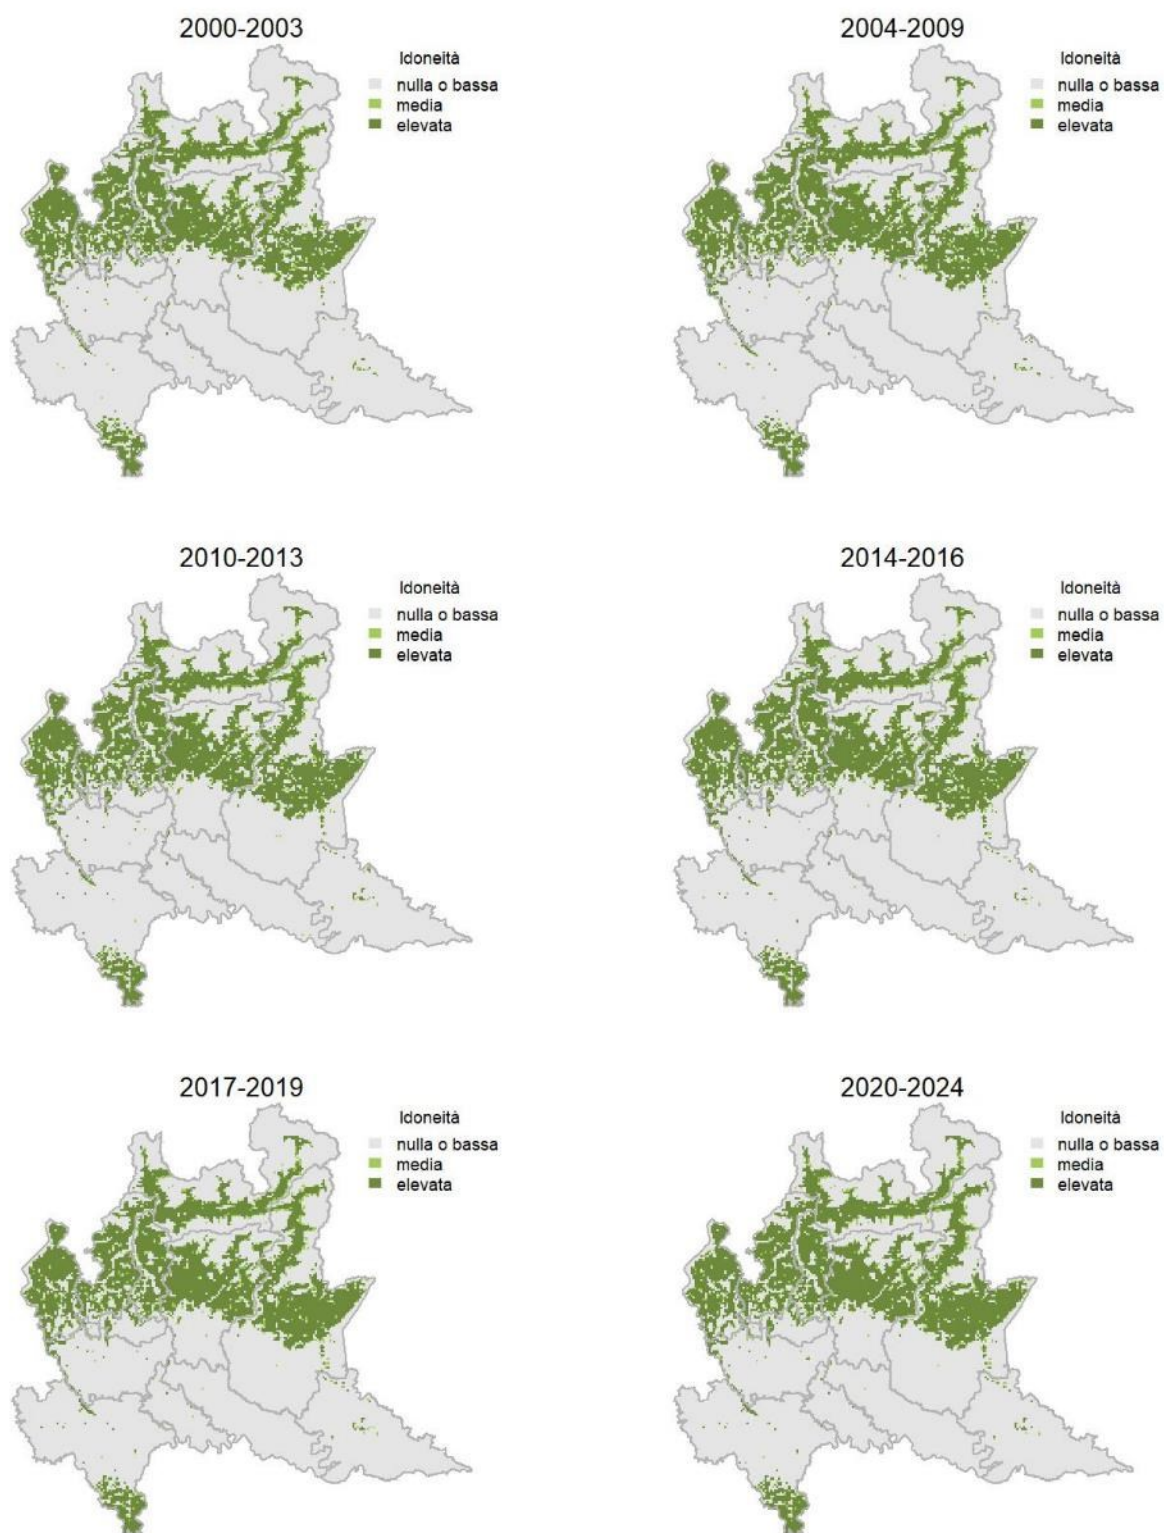 2000-2003
Idoneità
nulla o bassa
media
elevata
2004-2009
Idoneità
nulla o bassa
media
elevata
2010-2013
Idoneità
nulla o bassa
media
elevata
2014-2016
Idoneità
nulla o bassa
media
elevata
2017-2019
Idoneità
nulla o bassa
media
elevata
2020-2024
Idoneità
nulla o bassa
media
elevata